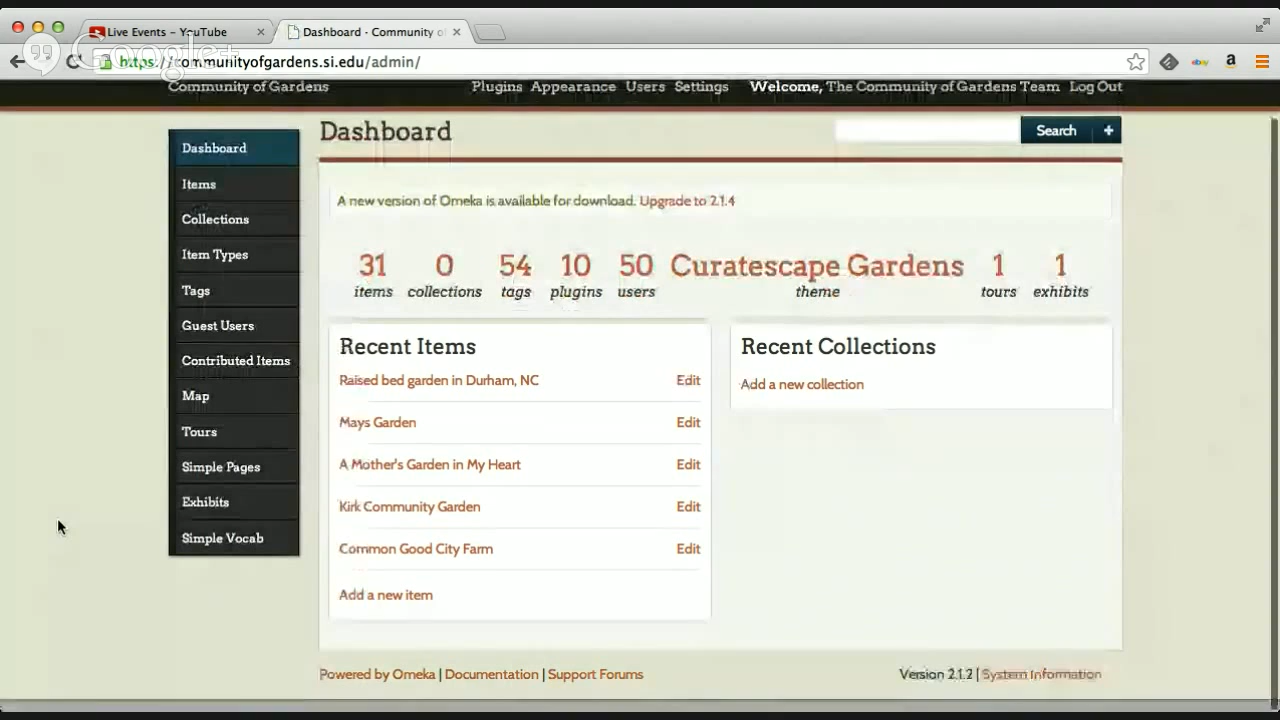 Live Events - YouTube
Dashboard - Community of
Google+
https://communityofgardens.si.edu/admin/
Community of Gardens
Plugins Appearance Users Settings Welcome, The Community of Gardens Team Log Out
Dashboard
Search +
Dashboard
Items
Collections
Item Types
Tags
Guest Users
Contributed Items
Map
Tours
Simple Pages
Exhibits
Simple Vocab
A new version of Omeka is available for download. Upgrade to 2.1.4
31 0 54 10 50 Curatescape Gardens 1 1
items collections tags plugins users theme tours exhibits
Recent Items
Raised bed garden in Durham, NC Edit
Mays Garden Edit
A Mother's Garden in My Heart Edit
Kirk Community Garden Edit
Common Good City Farm Edit
Add a new item
Recent Collections
Add a new collection
Powered by Omeka | Documentation | Support Forums
Version 2.1.2 | System Information